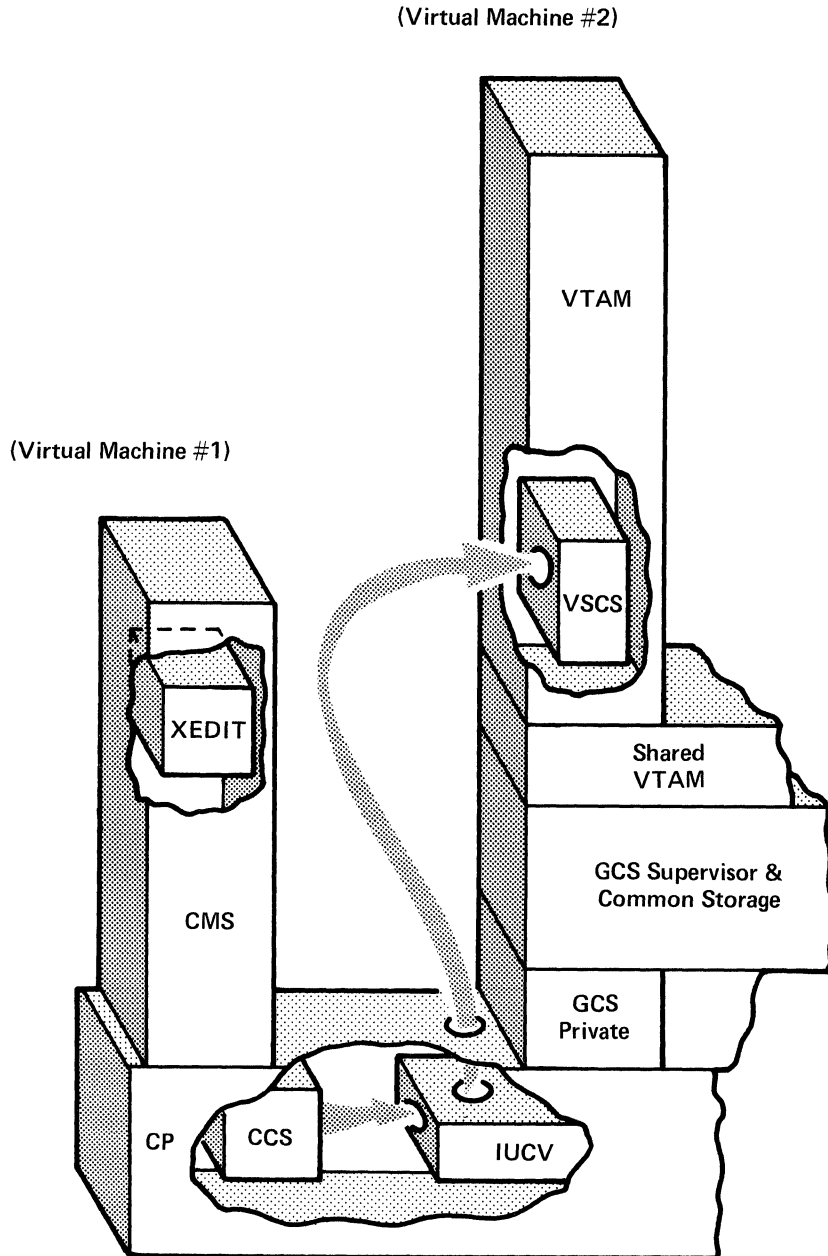 (Virtual Machine #2)
VTAM
(Virtual Machine #1)
VSCS
XEDIT
Shared
VTAM
GCS Supervisor &
Common Storage
CMS
GCS
Private
CP
CCS
IUCV